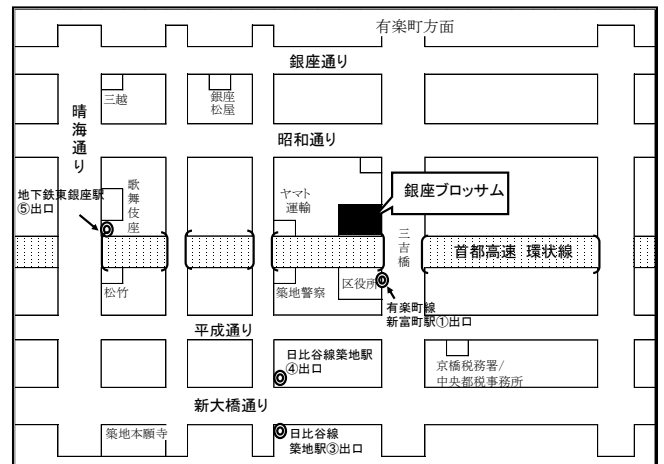 有楽町方面
銀座通り
三越
銀座
松屋
晴海通り
昭和通り
地下鉄東銀座駅
⑤出口
歌舞伎座
ヤマト
運輸
銀座ブロッサム
三吉橋
首都高速 環状線
松竹
築地警察
区役所
有楽町線
新富町駅①出口
平成通り
日比谷線築地駅
④出口
京橋税務署/
中央都税事務所
新大橋通り
築地本願寺
日比谷線
築地駅③出口